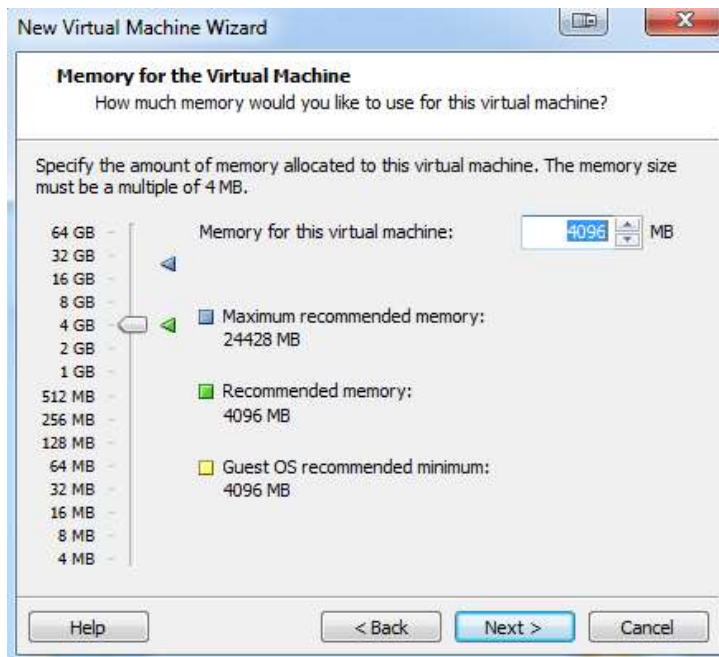 New Virtual Machine Wizard
Memory for the Virtual Machine
How much memory would you like to use for this virtual machine?
Specify the amount of memory allocated to this virtual machine. The memory size
must be a multiple of 4 MB.
Memory for this virtual machine: 4096 MB
64 GB
32 GB
16 GB
8 GB
4 GB
2 GB
1 GB
512 MB
256 MB
128 MB
64 MB
32 MB
16 MB
8 MB
4 MB
Maximum recommended memory:
24428 MB
Recommended memory:
4096 MB
Guest OS recommended minimum:
4096 MB
Help
< Back
Next >
Cancel